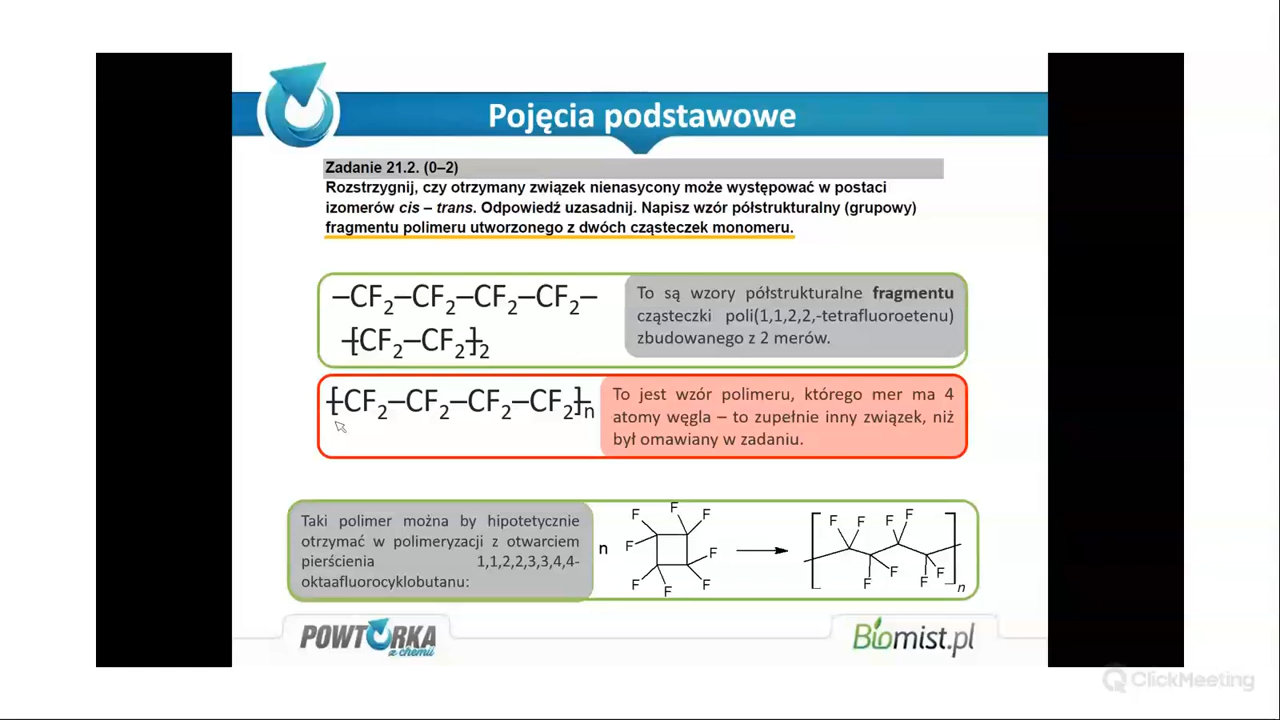 Pojęcia podstawowe
Zadanie 21.2. (0–2)
Rozstrzygnij, czy otrzymany związek nienasycony może występować w postaci
izomerów cis – trans. Odpowiedź uzasadnij. Napisz wzór półstrukturalny (grupowy)
fragmentu polimeru utworzonego z dwóch cząsteczek monomeru.
–CF₂–CF₂–CF₂–CF₂–
-[CF₂–CF₂]-₂
To są wzory półstrukturalne fragmentu
cząsteczki poli(1,1,2,2,-tetrafluoroetenu)
zbudowanego z 2 merów.
-[CF₂–CF₂–CF₂–CF₂]-n
To jest wzór polimeru, którego mer ma 4
atomy węgla – to zupełnie inny związek, niż
był omawiany w zadaniu.
Taki polimer można by hipotetycznie
otrzymać w polimeryzacji z otwarciem
pierścienia 1,1,2,2,3,3,4,4-
oktaafluorocyklobutanu:
n
F F F
F F
F F F
F F F F
F F F F
n
POWTÓRKA
z chemii
Biomist.pl
ClickMeeting